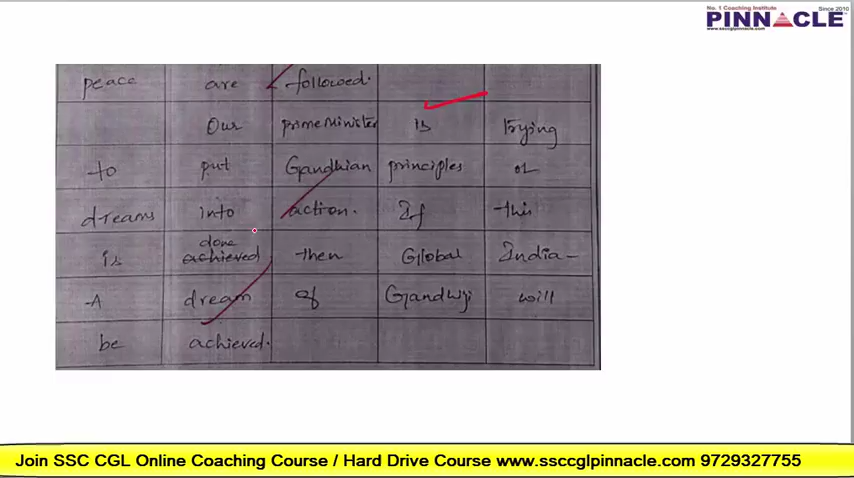 No. 1 Coaching Institute Since 2010
PINNACLE
www.ssccglpinnacle.com
peace are followed.
Our prime Minister is trying
to put Gandhian principles or
dreams into action. If this
done
is achieved then Global India-
A dream of Gandhiji will
be achieved.
Join SSC CGL Online Coaching Course / Hard Drive Course www.ssccglpinnacle.com 9729327755